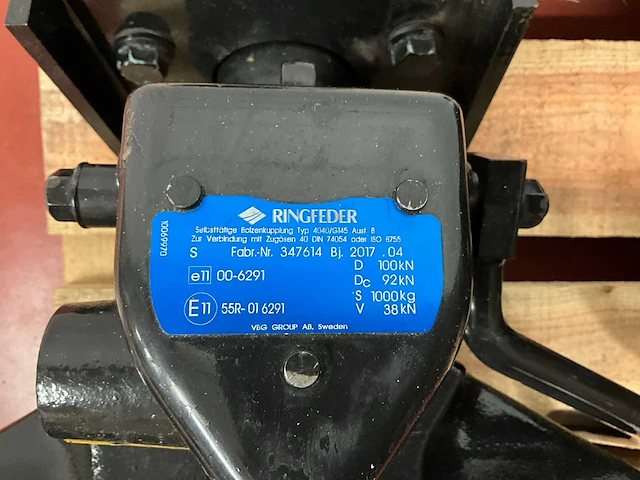 RINGFEDER
Selbsttätige Bolzenkupplung Typ 4040/G145 Ausf. B
Zur Verbindung mit Zugösen 40 DIN 74054 oder ISO 8755
S Fabr.-Nr. 347614 Bj. 2017 .04
D 100kN
e11 00-6291
DC 92kN
S 1000kg
E11 55R-01 6291
V 38kN
VBG GROUP AB, Sweden